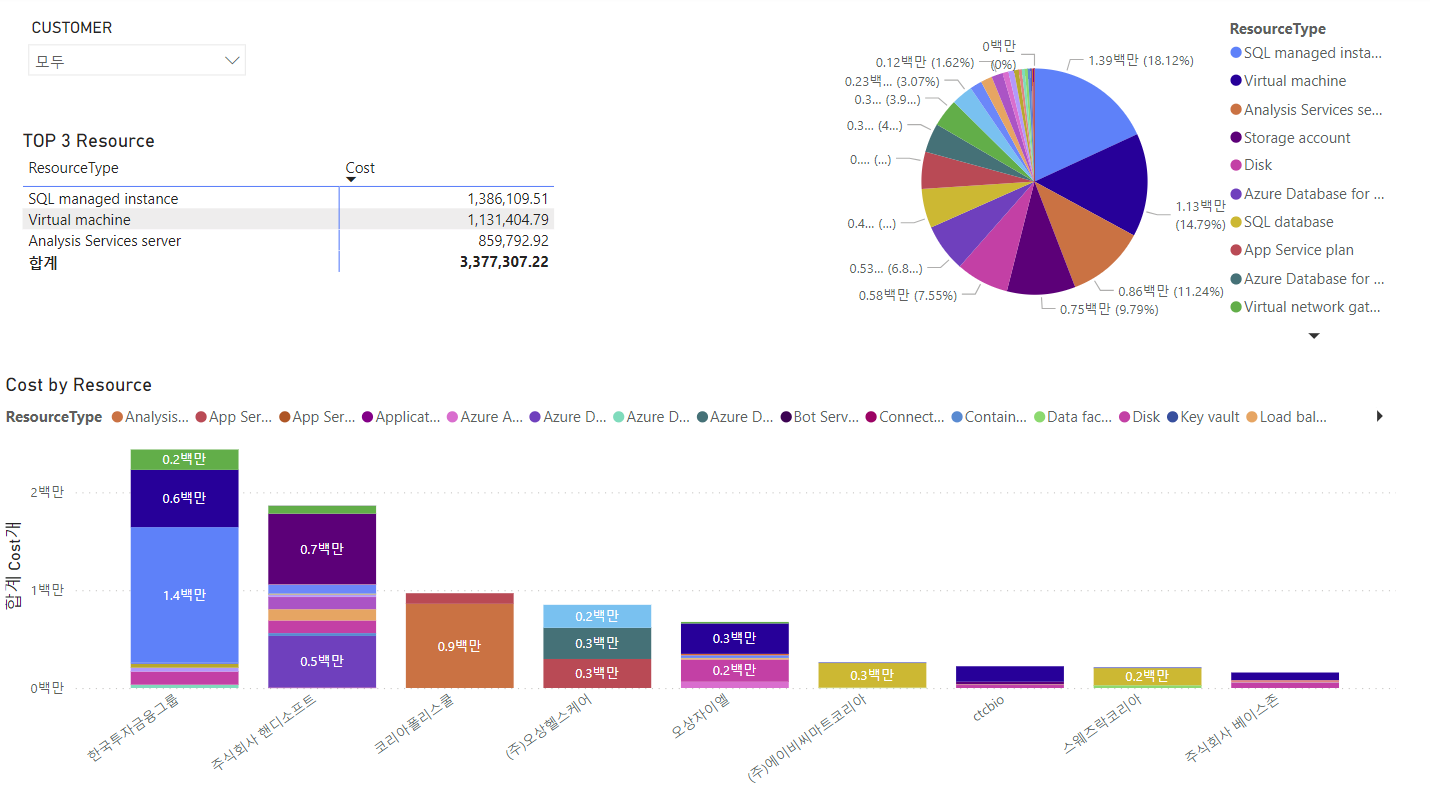 CUSTOMER
모두
TOP 3 Resource
ResourceType Cost
SQL managed instance 1,386,109.51
Virtual machine 1,131,404.79
Analysis Services server 859,792.92
합계 3,377,307.22
0백만
(0%)
0.12백만 (1.62%)
0.23백... (3.07%)
0.3... (3.9...)
0.3... (4...)
0.... (...)
0.4... (...)
0.53... (6.8...)
0.58백만 (7.55%)
0.75백만 (9.79%)
0.86백만 (11.24%)
1.13백만
(14.79%)
1.39백만 (18.12%)
ResourceType
SQL managed insta...
Virtual machine
Analysis Services se...
Storage account
Disk
Azure Database for ...
SQL database
App Service plan
Azure Database for ...
Virtual network gat...
Cost by Resource
ResourceType Analysis... App Ser... App Ser... Applicat... Azure A... Azure D... Azure D... Azure D... Bot Serv... Connect... Contain... Data fac... Disk Key vault Load bal...
합계 Cost개
2백만
1백만
0백만
0.2백만
0.6백만
1.4백만
0.7백만
0.5백만
0.9백만
0.2백만
0.3백만
0.3백만
0.3백만
0.2백만
0.3백만
0.2백만
한국투자금융그룹
주식회사 핸디소프트
코리아폴리스쿨
(주)오상헬스케어
오상자이엘
(주)에이비씨마트코리아
ctcbio
스웨즈락코리아
주식회사 베이스존